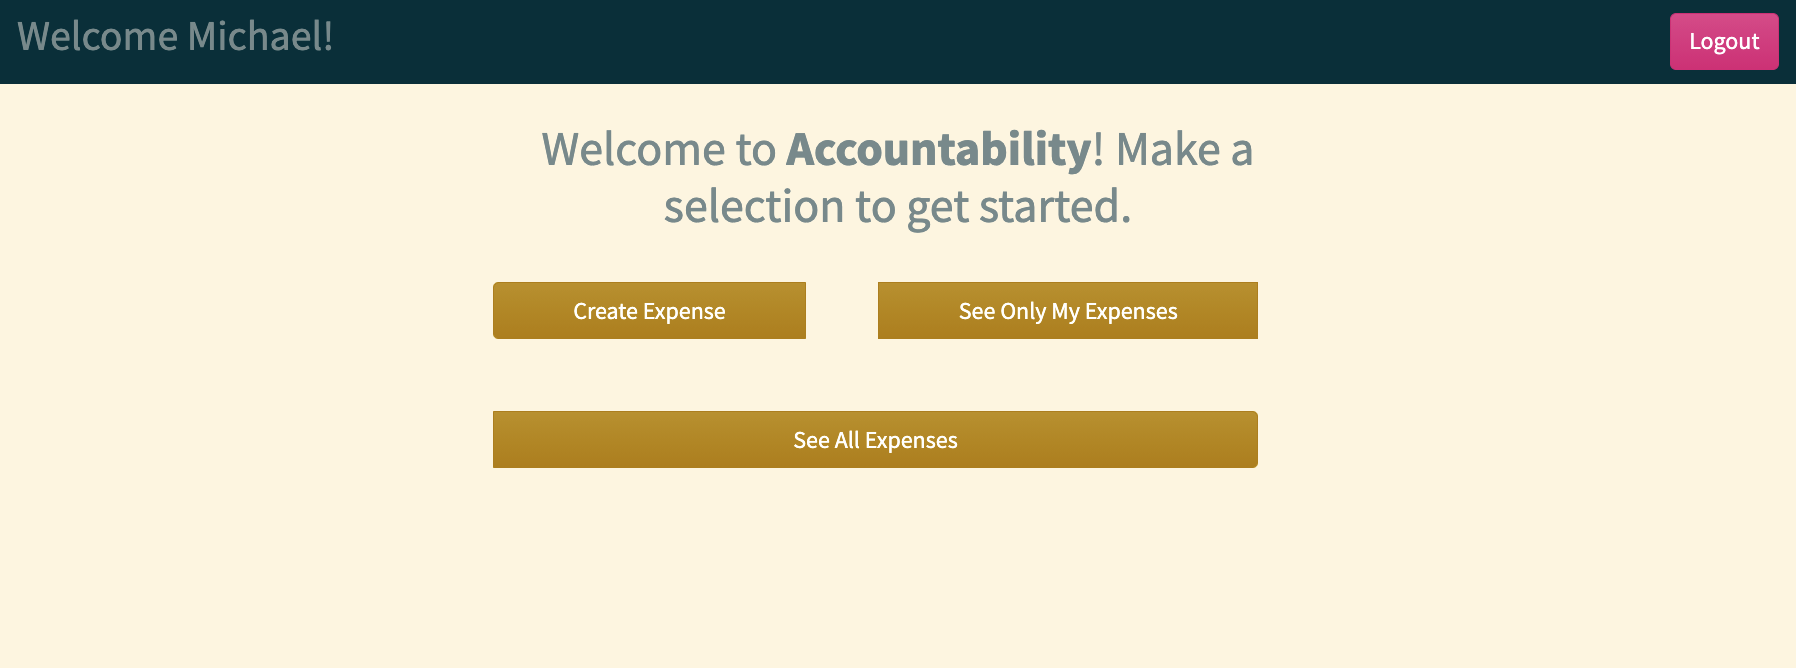 Welcome Michael!
Logout
Welcome to Accountability! Make a
selection to get started.
Create Expense
See Only My Expenses
See All Expenses